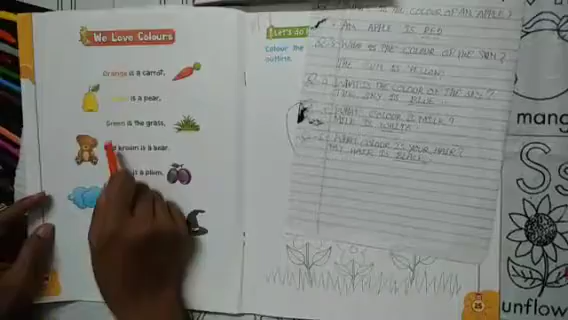 We Love Colours
Orange is a carrot,
is a pear,
Green is the grass,
brown is a bear.
is a plum,
Let's do
Colour the
outline.
IS THE COLOUR OF AN APPLE?
AN APPLE IS RED
WHAT IS THE COLOUR OF THE SUN?
THE SUN IS YELLOW
WHAT IS THE COLOUR OF THE SKY?
THE SKY IS BLUE
WHAT COLOUR IS MILK?
MILK IS WHITE
WHAT COLOUR IS YOUR HAIR?
MY HAIR IS BLACK
25
mang
Ss
unflow